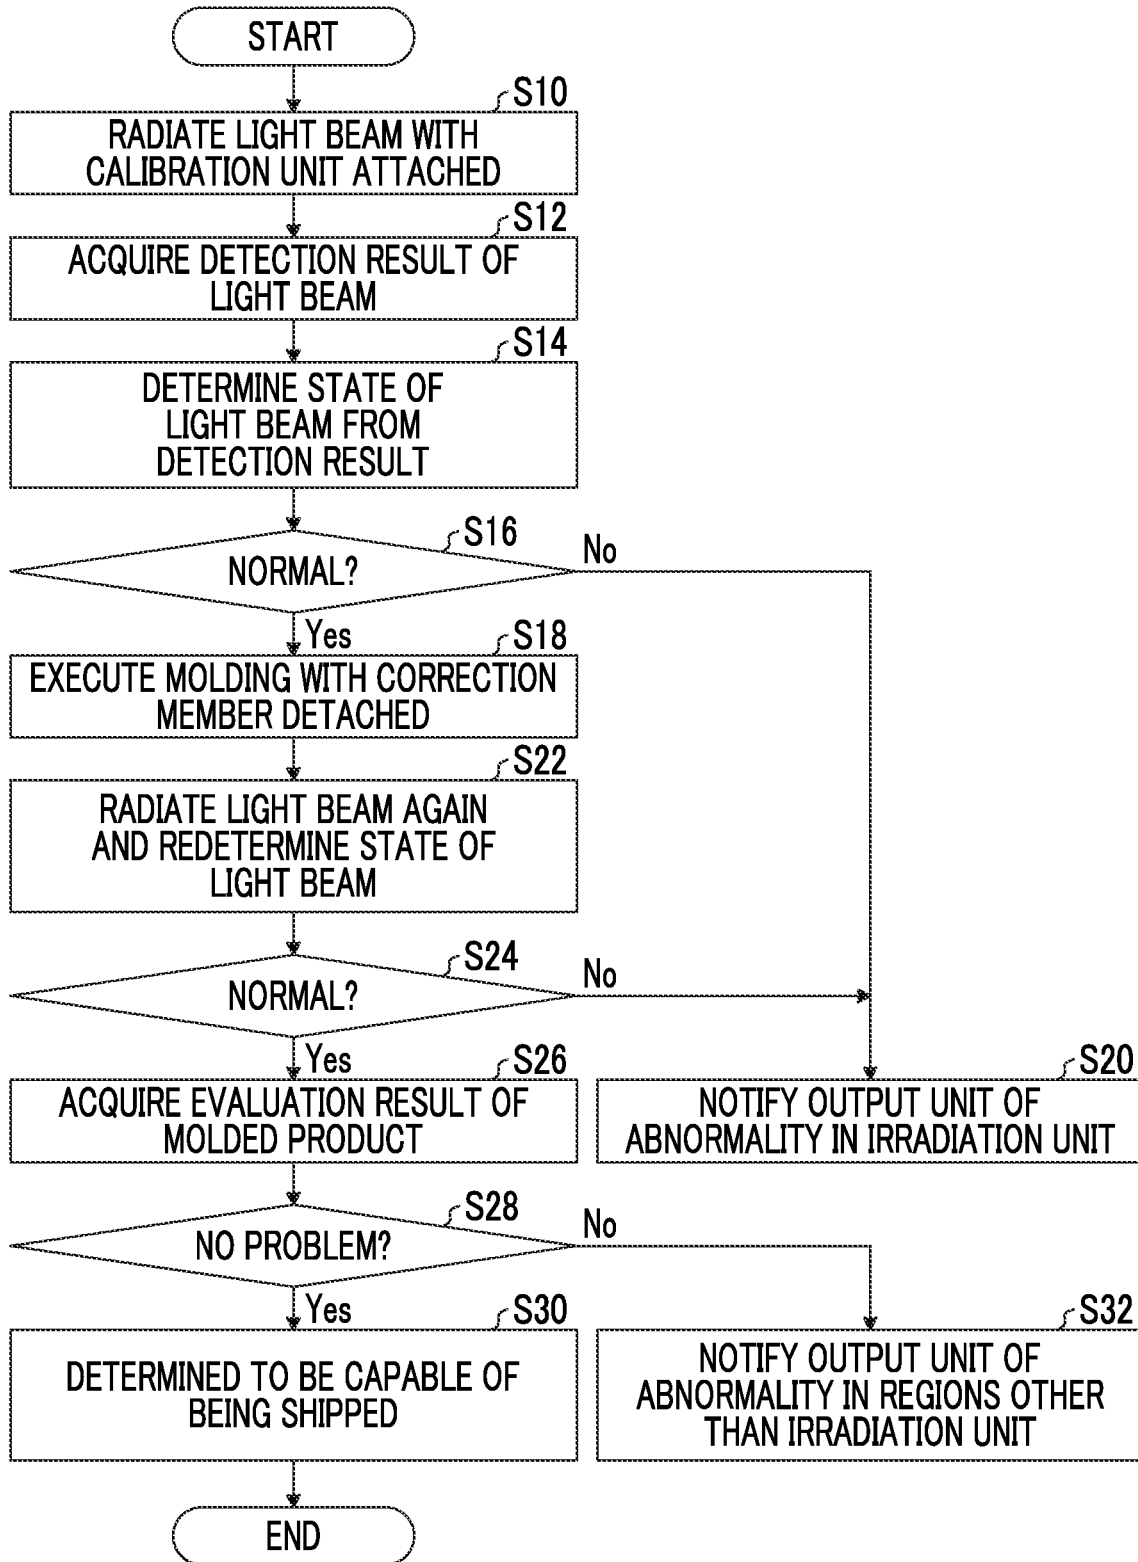 START
S10
RADIATE LIGHT BEAM WITH
CALIBRATION UNIT ATTACHED
S12
ACQUIRE DETECTION RESULT OF
LIGHT BEAM
S14
DETERMINE STATE OF
LIGHT BEAM FROM
DETECTION RESULT
S16
NORMAL?
No
Yes
S18
EXECUTE MOLDING WITH CORRECTION
MEMBER DETACHED
S22
RADIATE LIGHT BEAM AGAIN
AND REDETERMINE STATE OF
LIGHT BEAM
S24
NORMAL?
No
Yes
S26
ACQUIRE EVALUATION RESULT OF
MOLDED PRODUCT
S20
NOTIFY OUTPUT UNIT OF
ABNORMALITY IN IRRADIATION UNIT
S28
NO PROBLEM?
No
Yes
S30
DETERMINED TO BE CAPABLE OF
BEING SHIPPED
S32
NOTIFY OUTPUT UNIT OF
ABNORMALITY IN REGIONS OTHER
THAN IRRADIATION UNIT
END